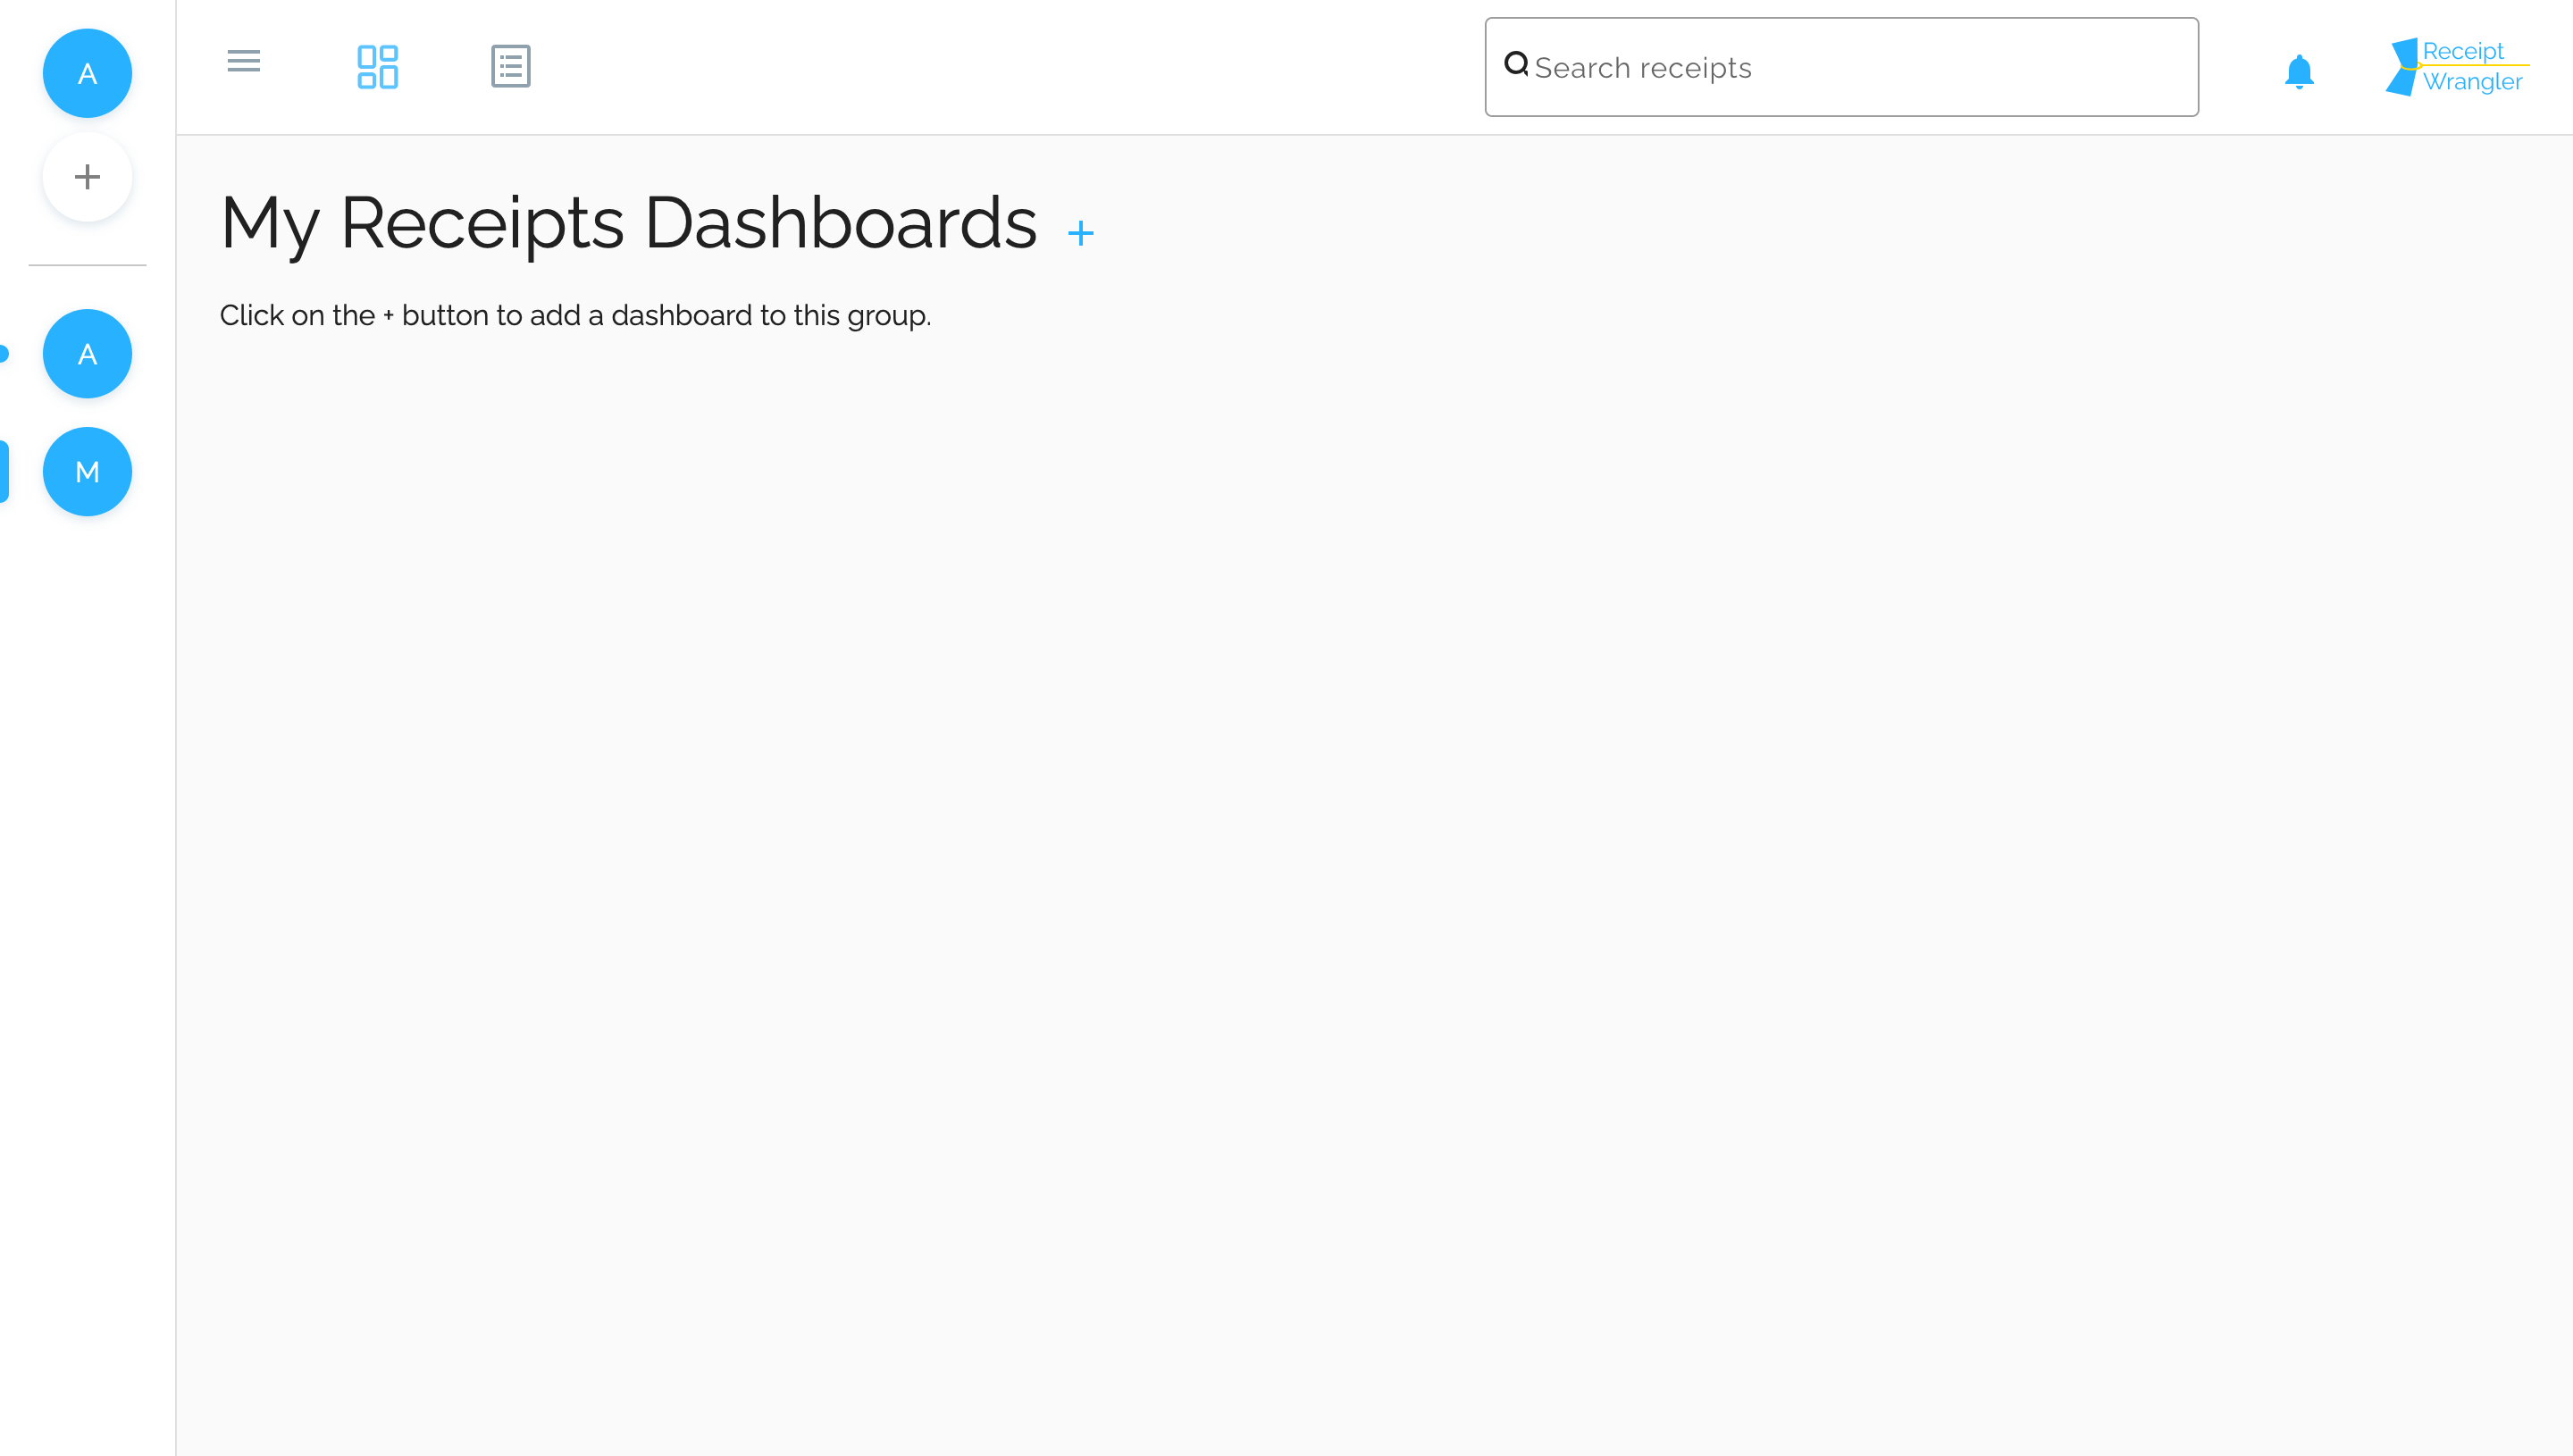 A
Search receipts
Receipt
Wrangler
+
My Receipts Dashboards +
Click on the + button to add a dashboard to this group.
A
M